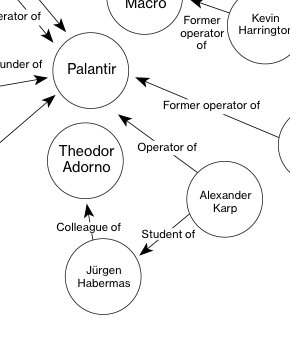 Macro
erator of
Former
operator
of
Kevin
Harrington
under of
Palantir
Former operator of
Theodor
Adorno
Operator of
Alexander
Karp
Colleague of
Student of
Jürgen
Habermas